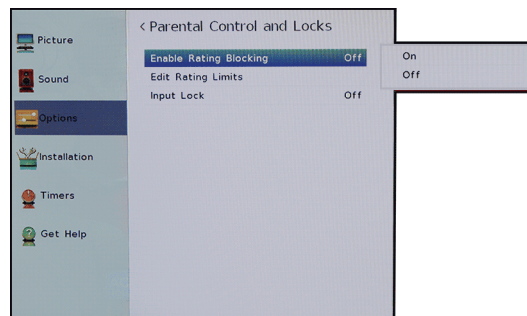 < Parental Control and Locks
Picture
Sound
Options
Installation
Timers
Get Help
Enable Rating Blocking Off
Edit Rating Limits
Input Lock Off
On
Off